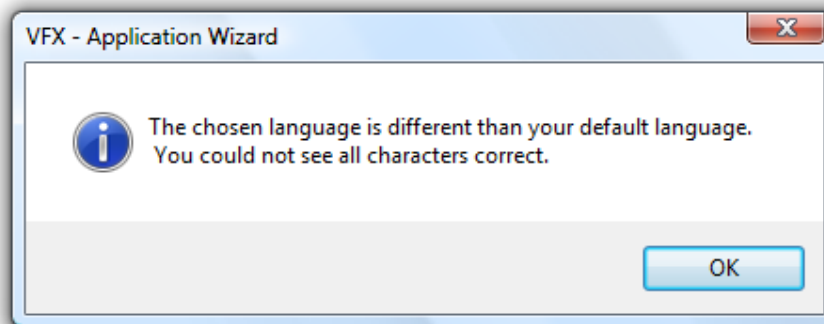 VFX - Application Wizard
The chosen language is different than your default language.
You could not see all characters correct.
OK